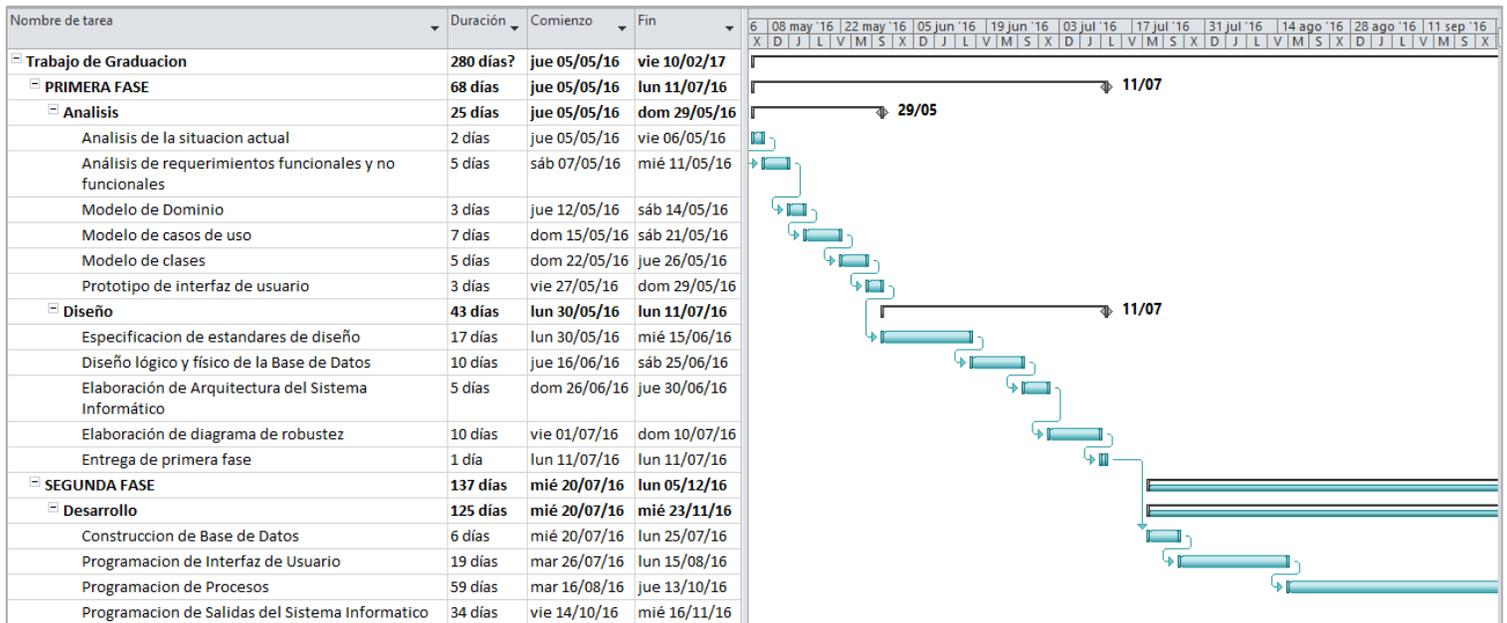 Nombre de tarea Duración Comienzo Fin
6 08 may '16 22 may '16 05 jun '16 19 jun '16 03 jul '16 17 jul '16 31 jul '16 14 ago '16 28 ago '16 11 sep '16
X D J L V M S X D J L V M S X D J L V M S X D J L V M S X D J L V M S X
Trabajo de Graduacion 280 días? jue 05/05/16 vie 10/02/17
PRIMERA FASE 68 días jue 05/05/16 lun 11/07/16 11/07
Analisis 25 días jue 05/05/16 dom 29/05/16 29/05
Analisis de la situacion actual 2 días jue 05/05/16 vie 06/05/16
Análisis de requerimientos funcionales y no 5 días sáb 07/05/16 mié 11/05/16
funcionales
Modelo de Dominio 3 días jue 12/05/16 sáb 14/05/16
Modelo de casos de uso 7 días dom 15/05/16 sáb 21/05/16
Modelo de clases 5 días dom 22/05/16 jue 26/05/16
Prototipo de interfaz de usuario 3 días vie 27/05/16 dom 29/05/16
Diseño 43 días lun 30/05/16 lun 11/07/16 11/07
Especificacion de estandares de diseño 17 días lun 30/05/16 mié 15/06/16
Diseño lógico y físico de la Base de Datos 10 días jue 16/06/16 sáb 25/06/16
Elaboración de Arquitectura del Sistema 5 días dom 26/06/16 jue 30/06/16
Informático
Elaboración de diagrama de robustez 10 días vie 01/07/16 dom 10/07/16
Entrega de primera fase 1 día lun 11/07/16 lun 11/07/16
SEGUNDA FASE 137 días mié 20/07/16 lun 05/12/16
Desarrollo 125 días mié 20/07/16 mié 23/11/16
Construccion de Base de Datos 6 días mié 20/07/16 lun 25/07/16
Programacion de Interfaz de Usuario 19 días mar 26/07/16 lun 15/08/16
Programacion de Procesos 59 días mar 16/08/16 jue 13/10/16
Programacion de Salidas del Sistema Informatico 34 días vie 14/10/16 mié 16/11/16